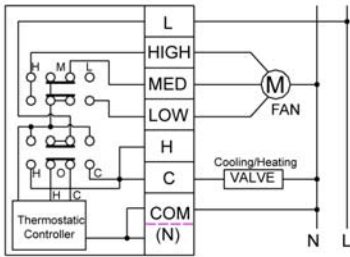 L
HIGH
H M L
MED
M
LOW
FAN
H
Cooling/Heating
H O C
C
VALVE
H C
COM
Thermostatic
Controller
(N)
N L